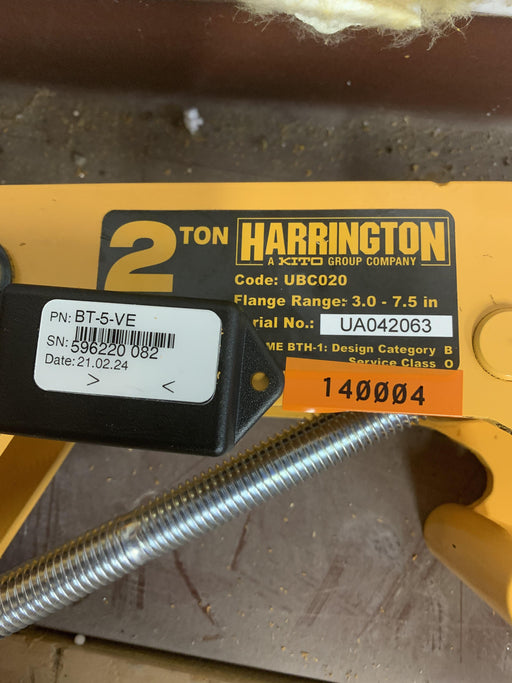 2 TON
HARRINGTON
A KITO GROUP COMPANY
Code: UBC020
Flange Range: 3.0 - 7.5 in
rial No.: UA042063
ME BTH-1: Design Category B
Service Class 0
PN: BT-5-VE
SN: 596220 082
Date: 21.02.24
> <
140004